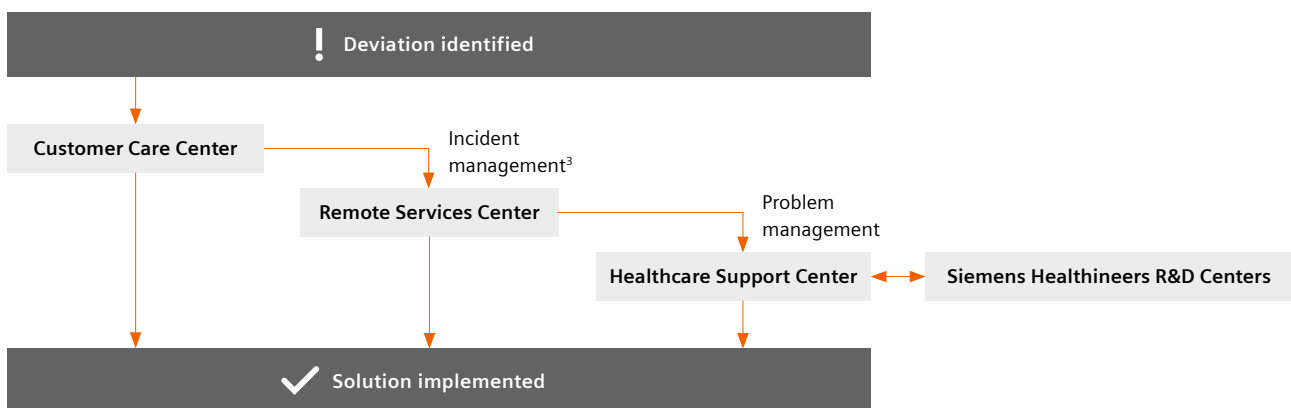 Deviation identified
Customer Care Center
Incident
management³
Remote Services Center
Problem
management
Healthcare Support Center
Siemens Healthineers R&D Centers
Solution implemented